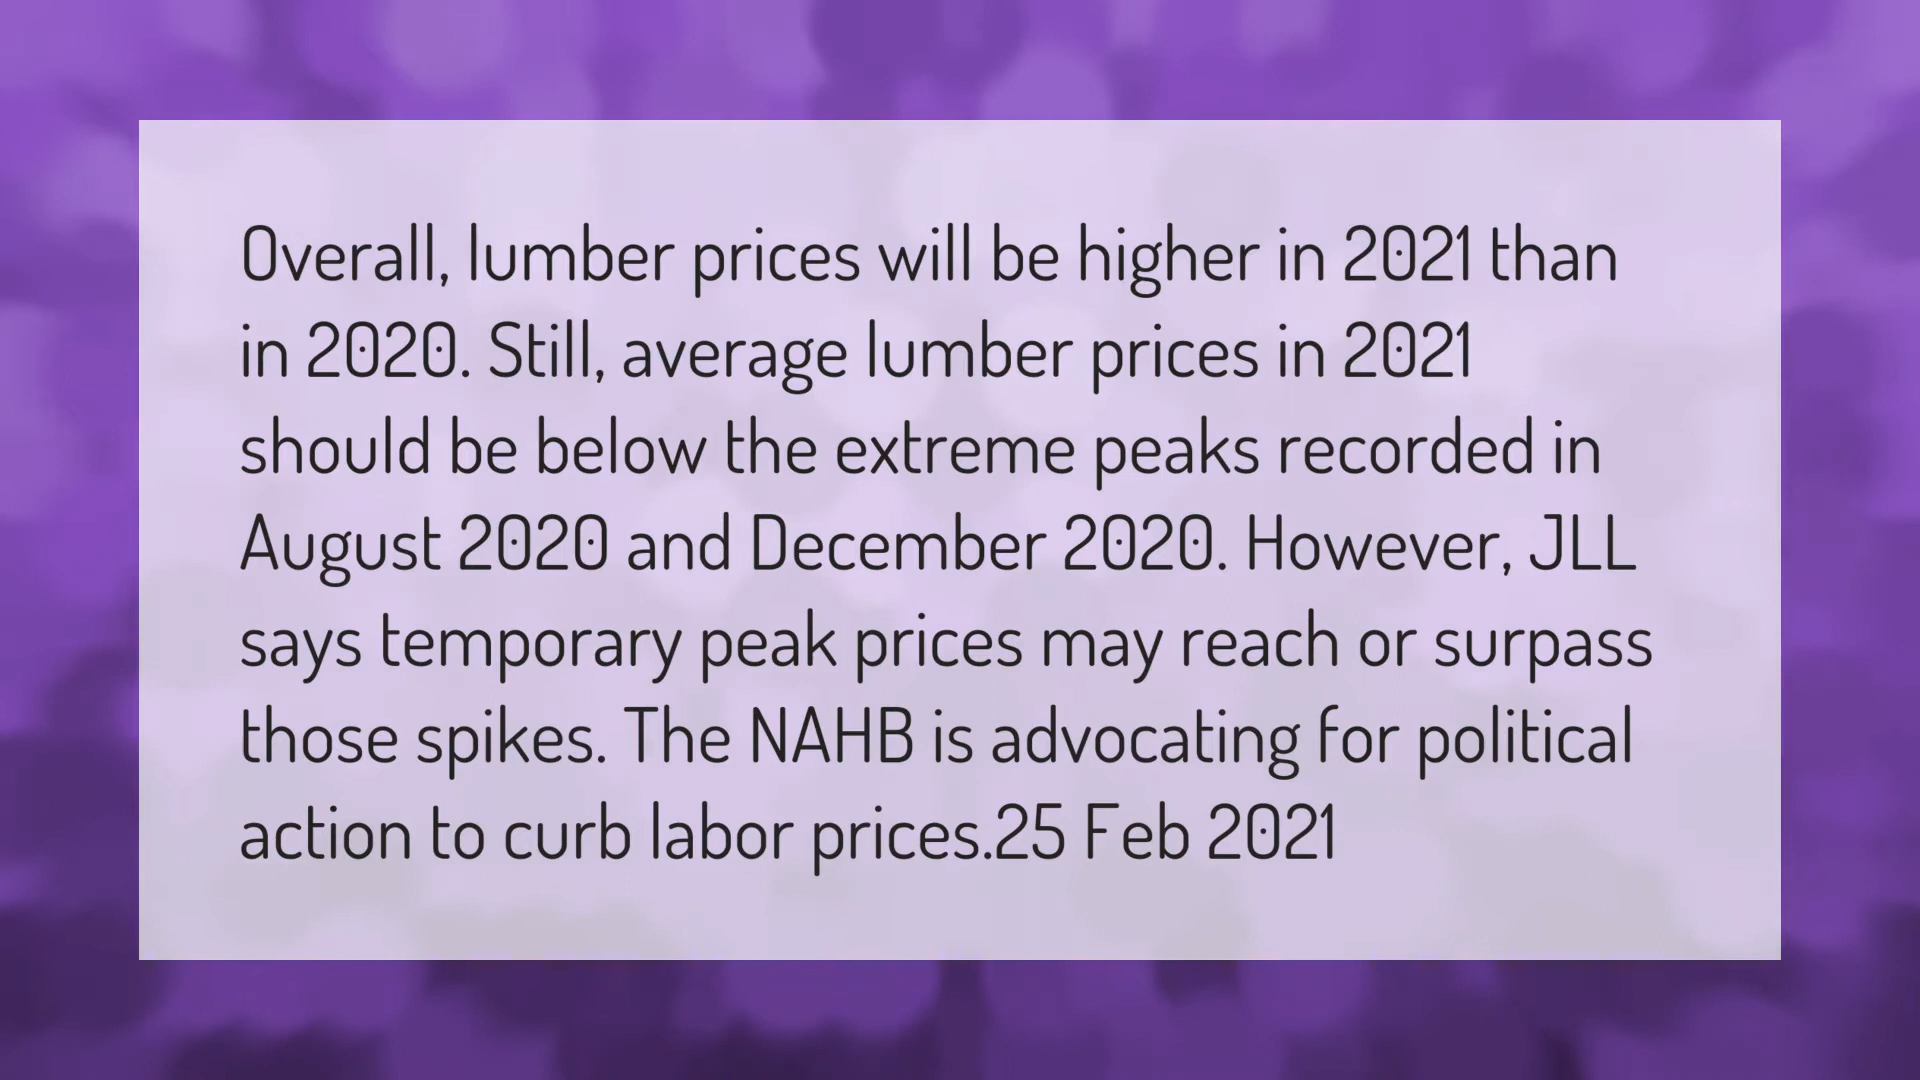 Overall, lumber prices will be higher in 2021 than
in 2020. Still, average lumber prices in 2021
should be below the extreme peaks recorded in
August 2020 and December 2020. However, JLL
says temporary peak prices may reach or surpass
those spikes. The NAHB is advocating for political
action to curb labor prices.25 Feb 2021